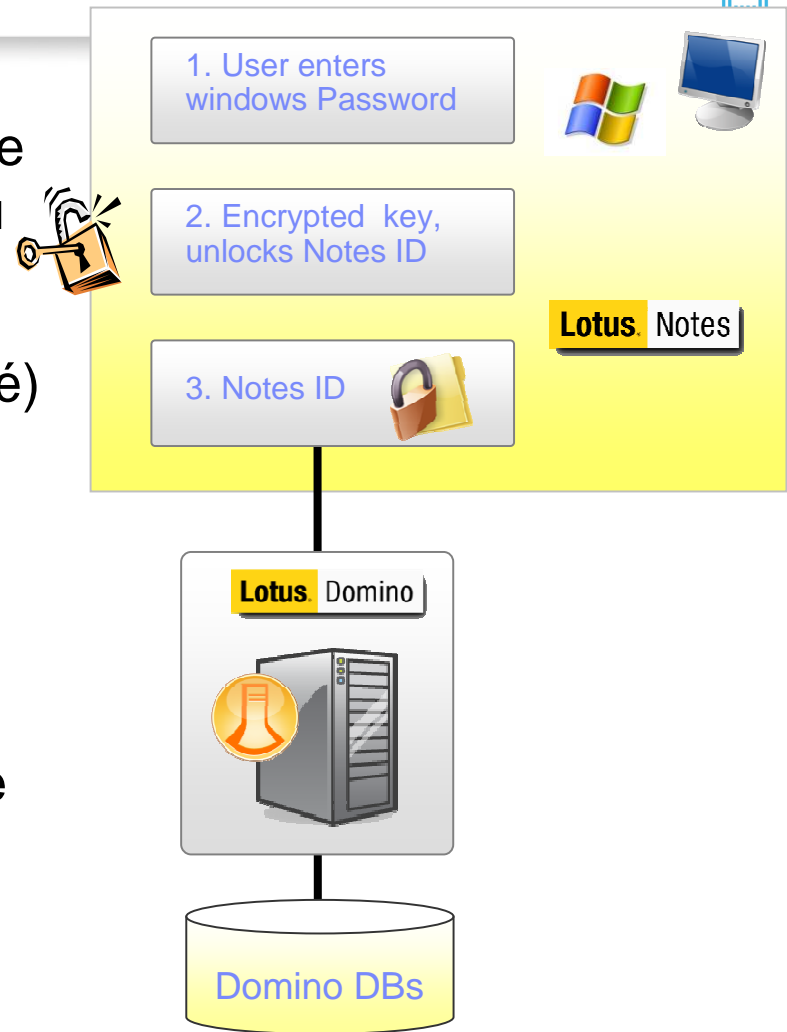 1. User enters
windows Password
e
2. Encrypted key,
unlocks Notes ID
Lotus. Notes
é)
3. Notes ID
Lotus. Domino
e
Domino DBs